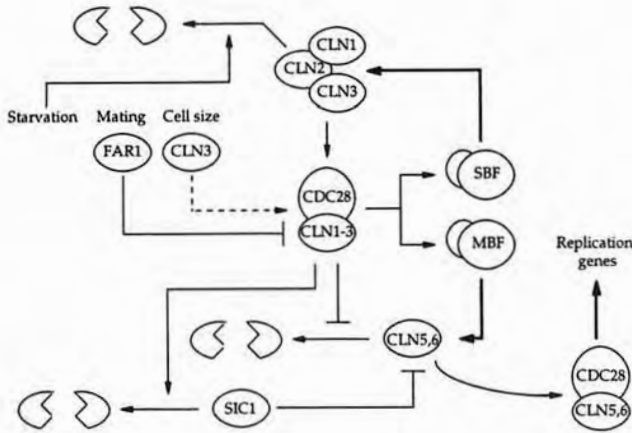 CLN1
CLN2
CLN3
Starvation
Mating
Cell size
FAR1
CLN3
CDC28
CLN1-3
SBF
MBF
Replication
genes
CLN5,6
SIC1
CDC28
CLN5,6